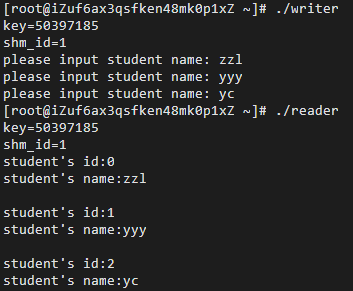 [root@iZuf6ax3qsfken48mk0p1xZ ~]# ./writer
key=50397185
shm_id=1
please input student name: zzl
please input student name: yyy
please input student name: yc
[root@iZuf6ax3qsfken48mk0p1xZ ~]# ./reader
key=50397185
shm_id=1
student's id:0
student's name:zzl
student's id:1
student's name:yyy
student's id:2
student's name:yc